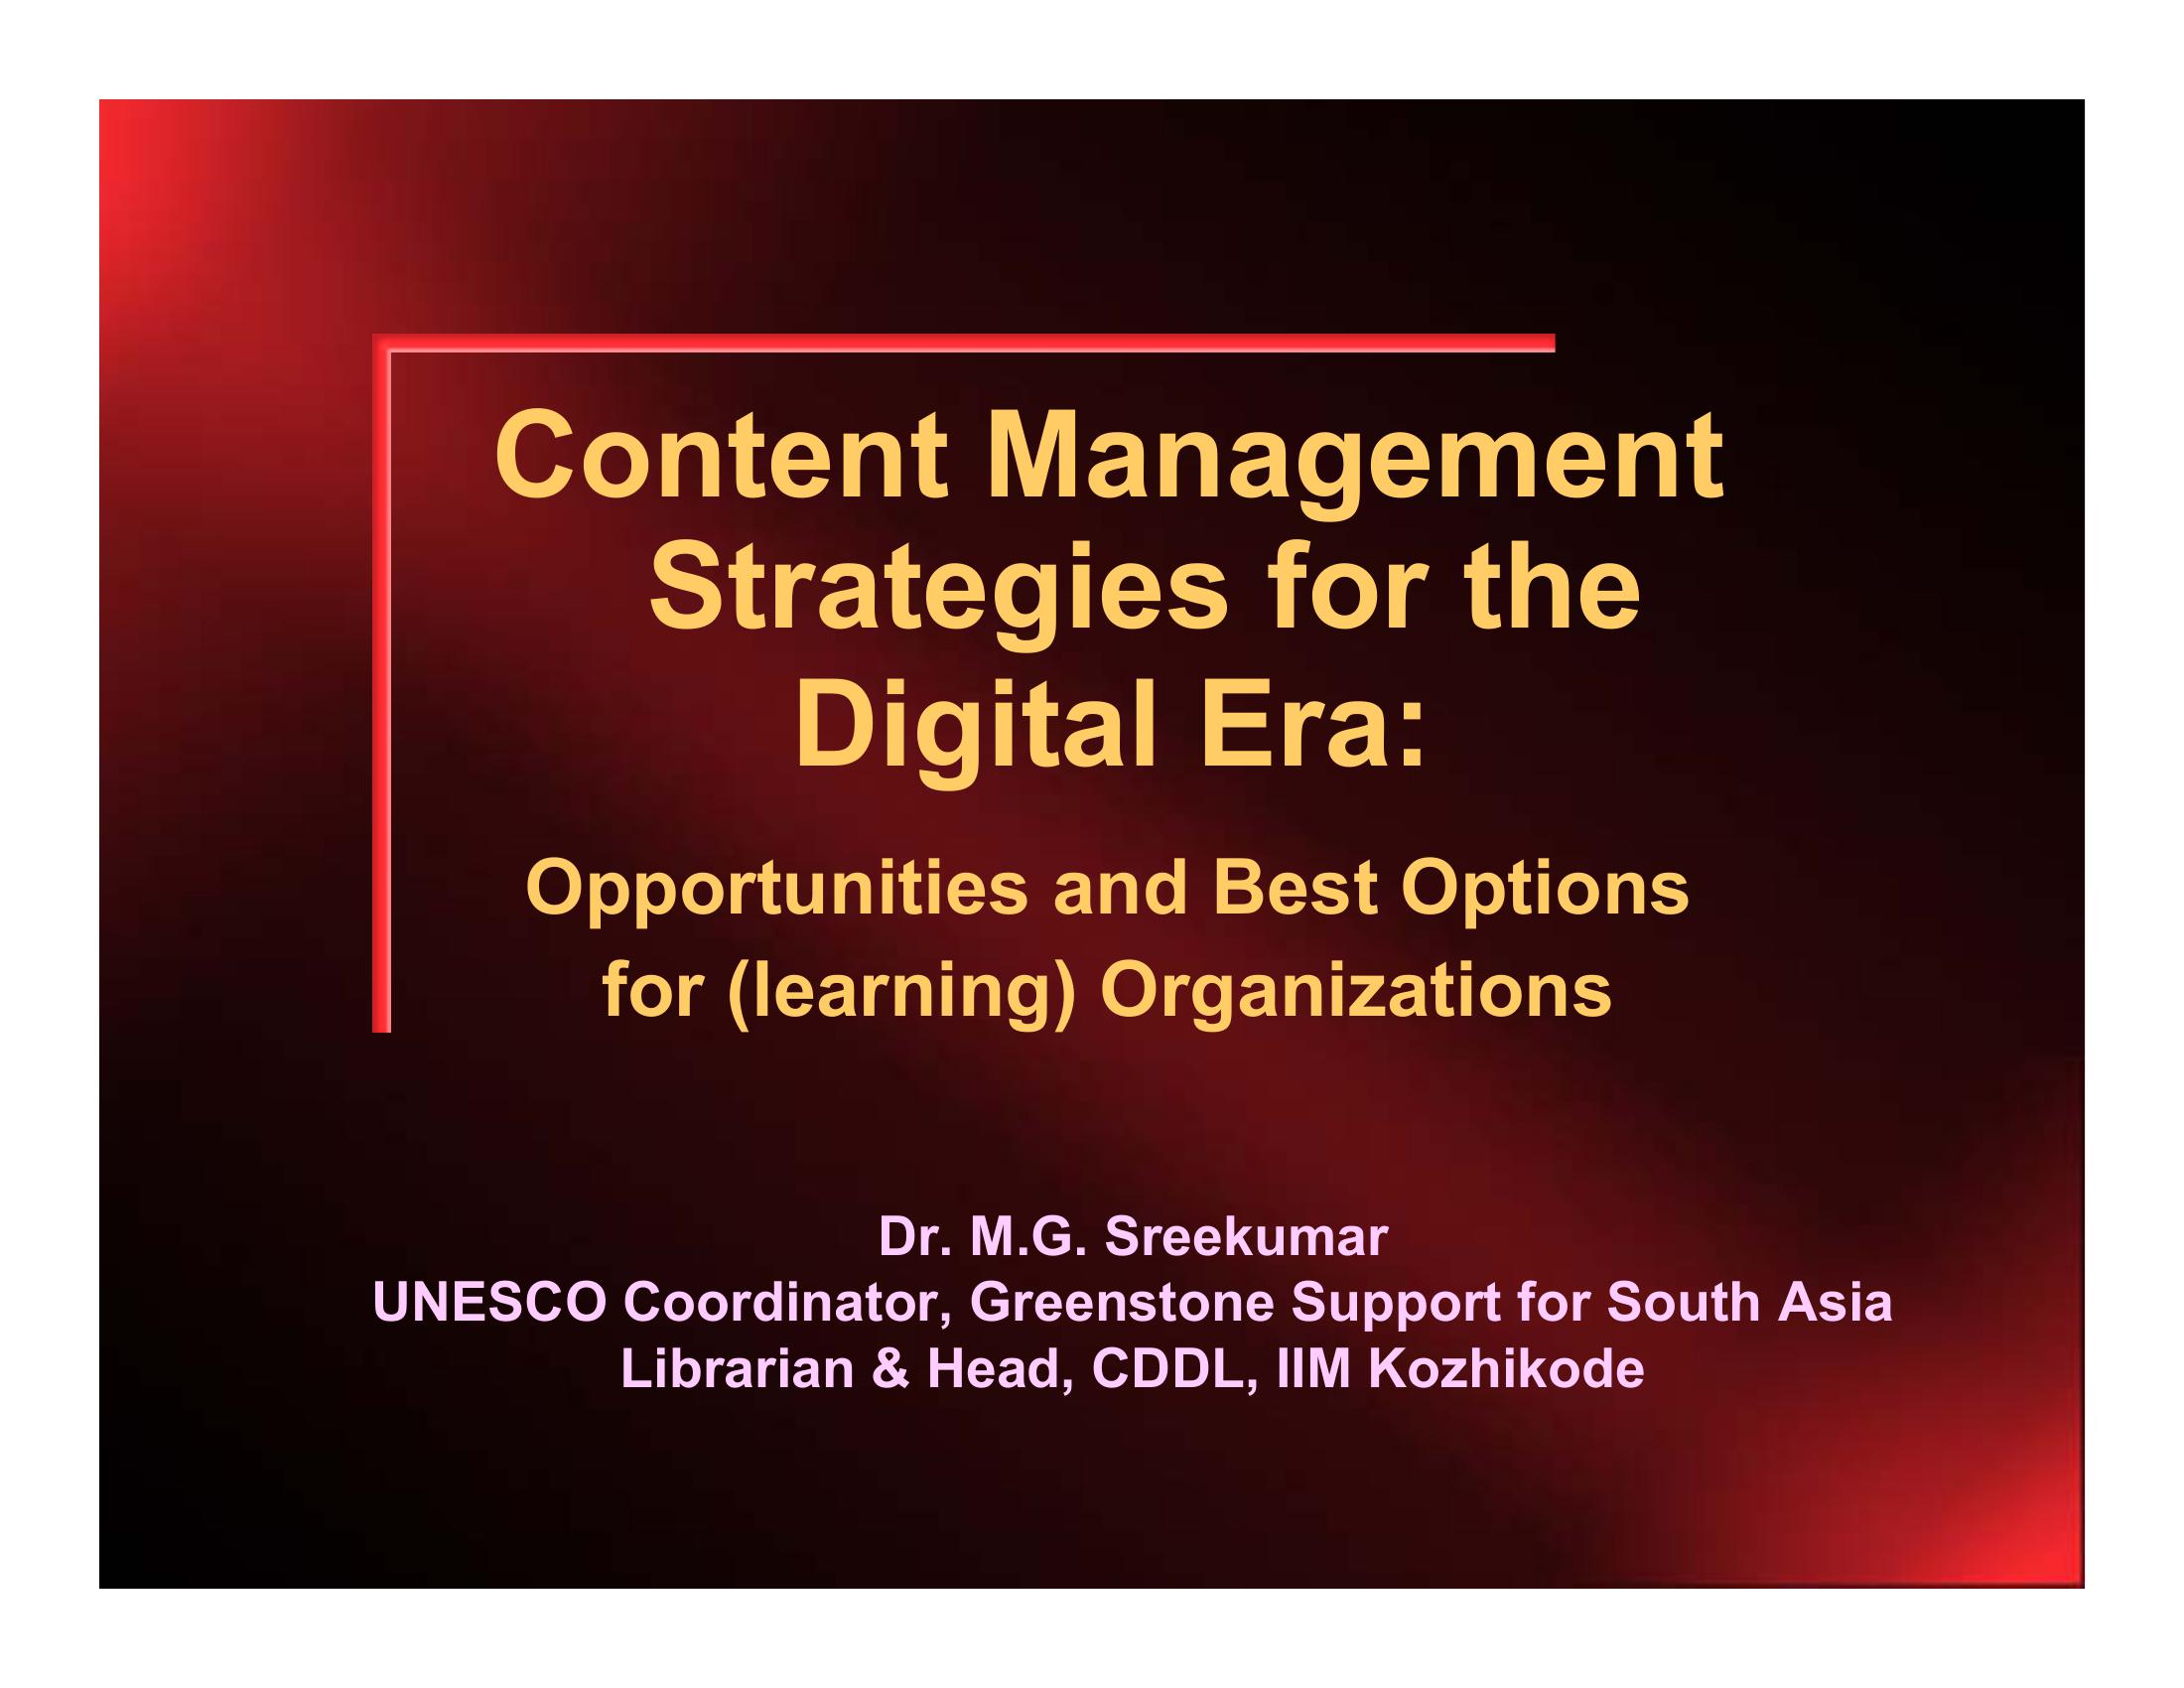 Content Management
Strategies for the
Digital Era:
Opportunities and Best Options
for (learning) Organizations
Dr. M.G. Sreekumar
UNESCO Coordinator, Greenstone Support for South Asia
Librarian & Head, CDDL, IIM Kozhikode